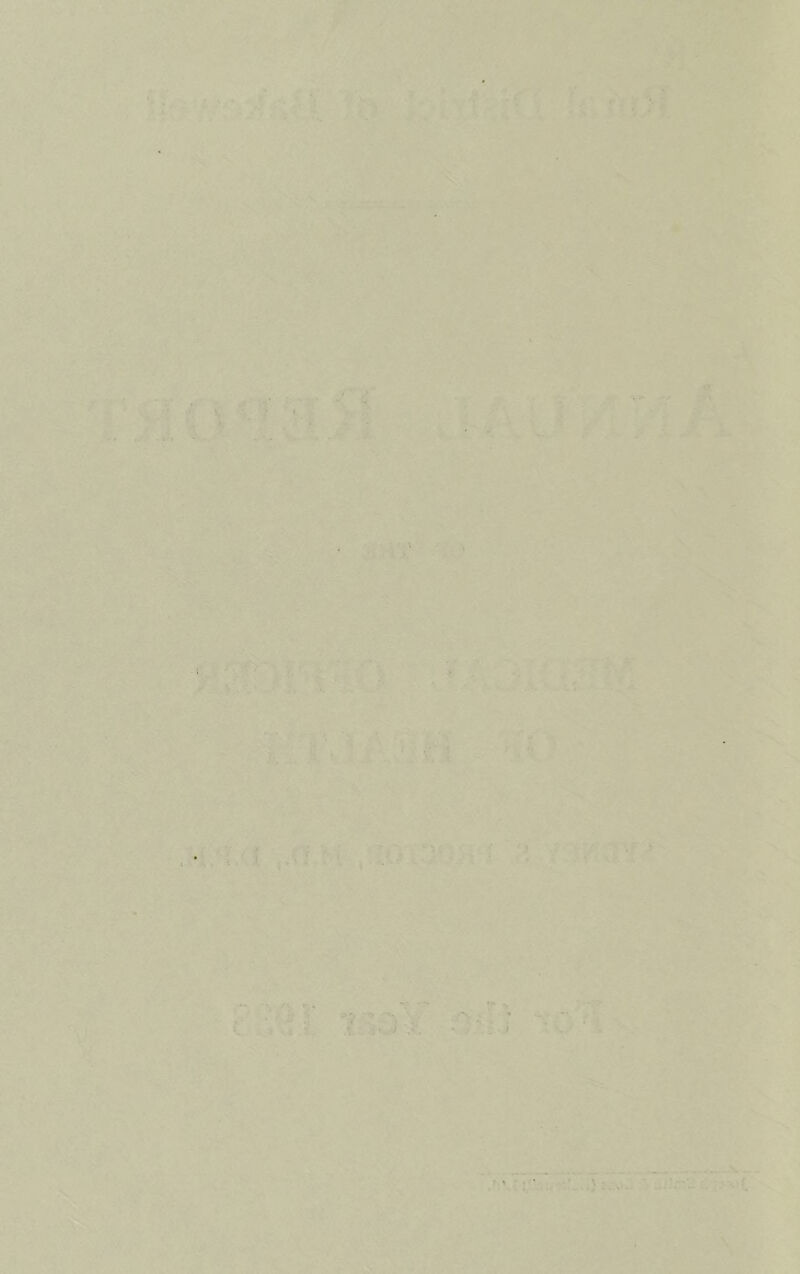 Rural District of Bakewell
ANNUAL REPORT
OF THE
MEDICAL OFFICER
OF HEALTH
SYDNEY S PROCTOR, M.D., D.P.H.
For the Year 1938